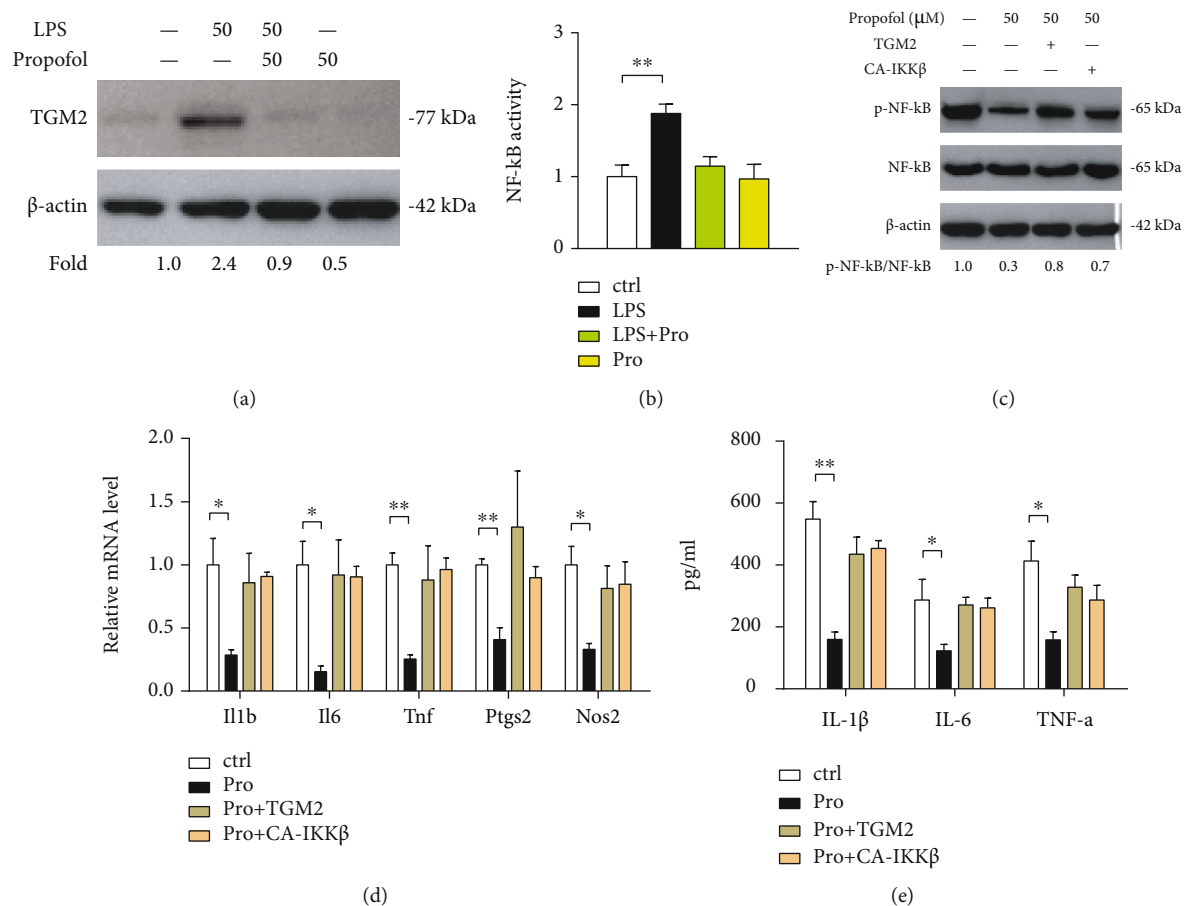 LPS — 50 50 —
Propofol — — 50 50
TGM2 -77 kDa
β-actin -42 kDa
Fold 1.0 2.4 0.9 0.5
(a)
NF-kB activity
3
2
1
0
**
ctrl
LPS
LPS+Pro
Pro
(b)
Propofol (μM) — 50 50 50
TGM2 — — + —
CA-IKKβ — — — +
p-NF-kB -65 kDa
NF-kB -65 kDa
β-actin -42 kDa
p-NF-kB/NF-kB 1.0 0.3 0.8 0.7
(c)
Relative mRNA level
2.0
1.5
1.0
0.5
0.0
* * ** ** *
Il1b Il6 Tnf Ptgs2 Nos2
ctrl
Pro
Pro+TGM2
Pro+CA-IKKβ
(d)
pg/ml
800
600
400
200
0
** * *
IL-1β IL-6 TNF-a
ctrl
Pro
Pro+TGM2
Pro+CA-IKKβ
(e)